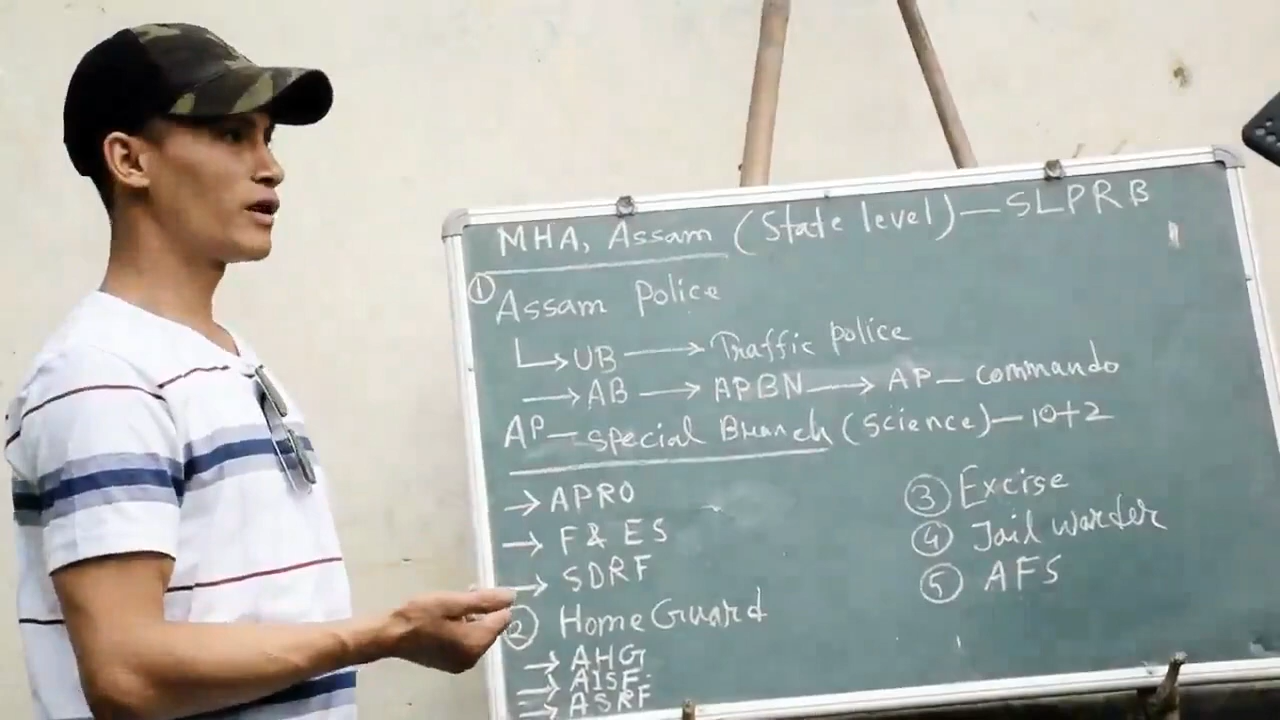 MHA, Assam (State level) — SLPRB
① Assam Police
↳ UB → Traffic police
→ AB → APBN → AP — commando
AP — special Branch (Science) — 10+2
→ APRO
→ F & ES
→ SDRF
② Home Guard
→ AHG
→ AISF
→ ASRF
③ Excise
④ Jail warder
⑤ AFS